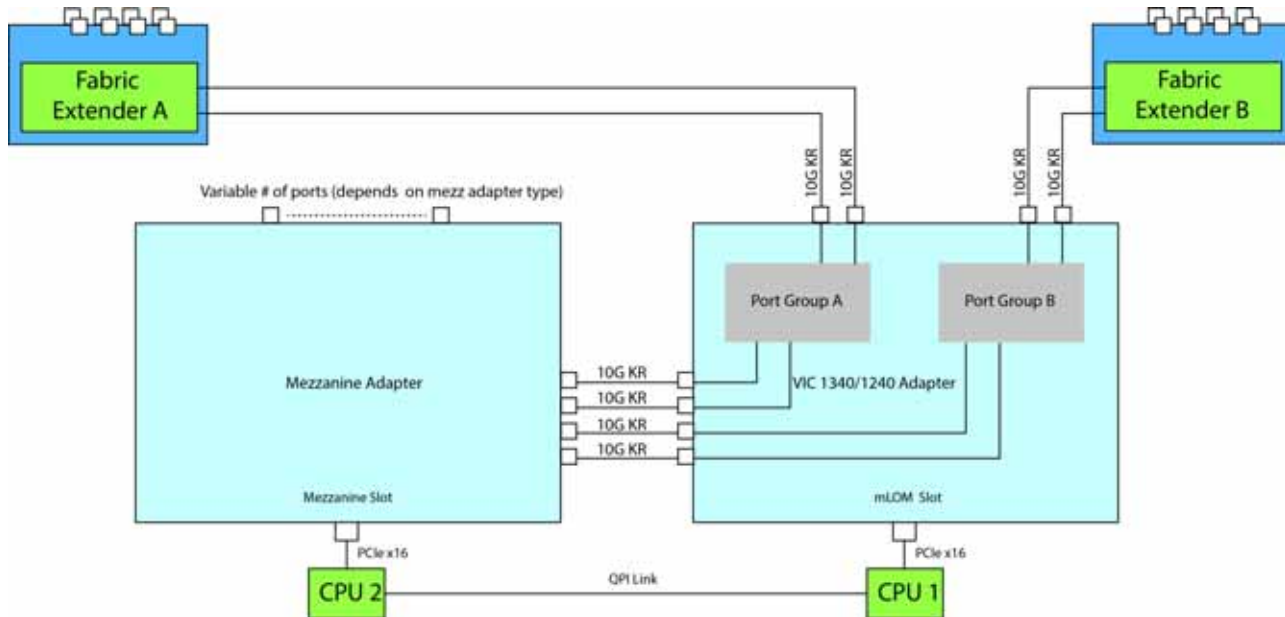 Fabric
Extender A
Fabric
Extender B
10G KR
10G KR
10G KR
10G KR
Variable # of ports (depends on mezz adapter type)
Port Group A
Port Group B
Mezzanine Adapter
10G KR
VIC 1340/1240 Adapter
10G KR
10G KR
10G KR
Mezzanine Slot
mLOM Slot
PCIe x16
PCIe x16
CPU 2
QPI Link
CPU 1